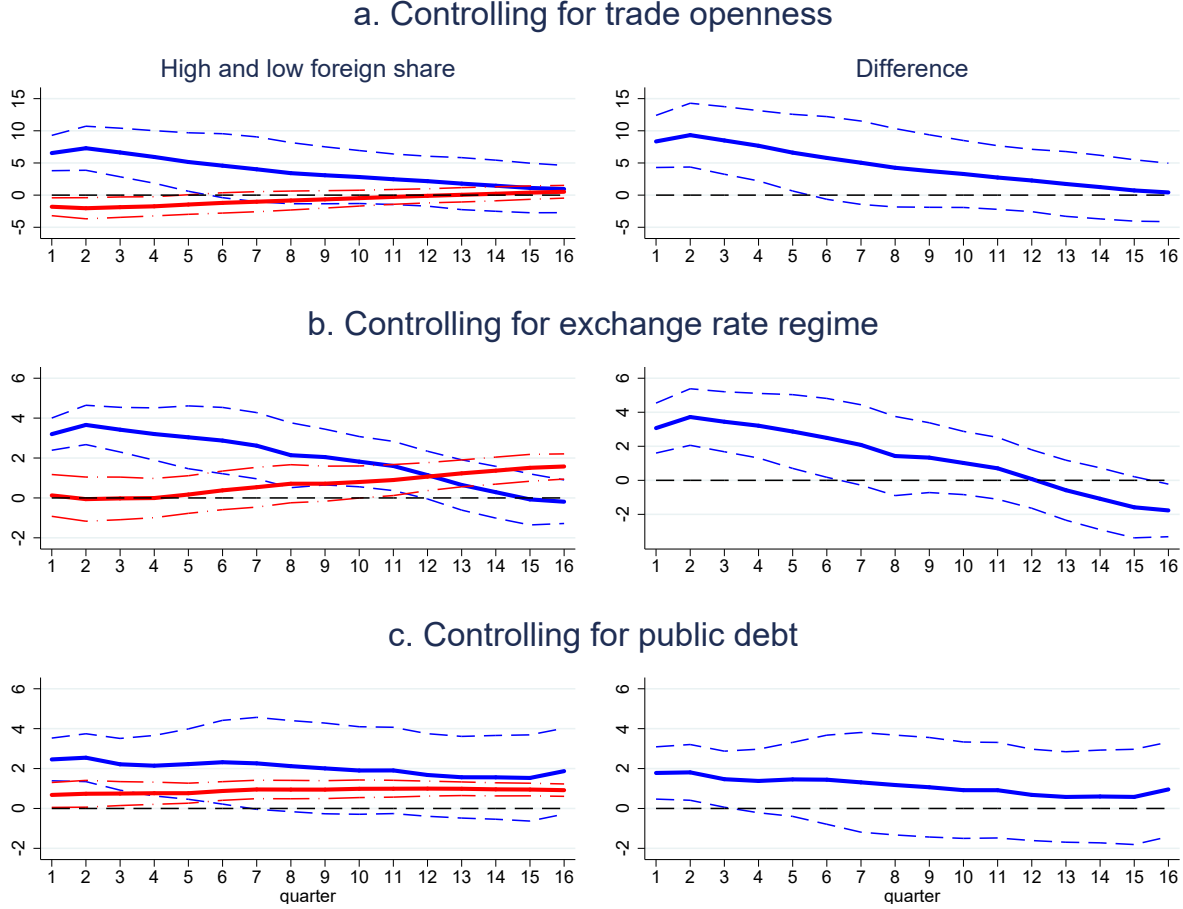 a. Controlling for trade openness
High and low foreign share
Difference
15
10
5
0
-5
1 2 3 4 5 6 7 8 9 10 11 12 13 14 15 16
15
10
5
0
-5
1 2 3 4 5 6 7 8 9 10 11 12 13 14 15 16
b. Controlling for exchange rate regime
6
4
2
0
-2
1 2 3 4 5 6 7 8 9 10 11 12 13 14 15 16
6
4
2
0
-2
1 2 3 4 5 6 7 8 9 10 11 12 13 14 15 16
c. Controlling for public debt
6
4
2
0
-2
1 2 3 4 5 6 7 8 9 10 11 12 13 14 15 16
quarter
6
4
2
0
-2
1 2 3 4 5 6 7 8 9 10 11 12 13 14 15 16
quarter